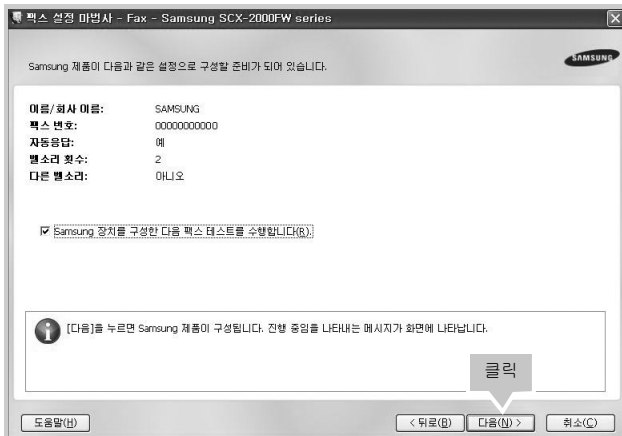 팩스 설정 마법사 - Fax - Samsung SCX-2000FW series
Samsung 제품이 다음과 같은 설정으로 구성할 준비가 되어 있습니다.
SAMSUNG
이름/회사 이름: SAMSUNG
팩스 번호: 00000000000
자동응답: 예
벨소리 횟수: 2
다른 벨소리: 아니오
Samsung 장치를 구성한 다음 팩스 테스트를 수행합니다(R).
[다음]을 누르면 Samsung 제품이 구성됩니다. 진행 중임을 나타내는 메시지가 화면에 나타납니다.
클릭
도움말(H) < 뒤로(B) 다음(N) > 취소(C)